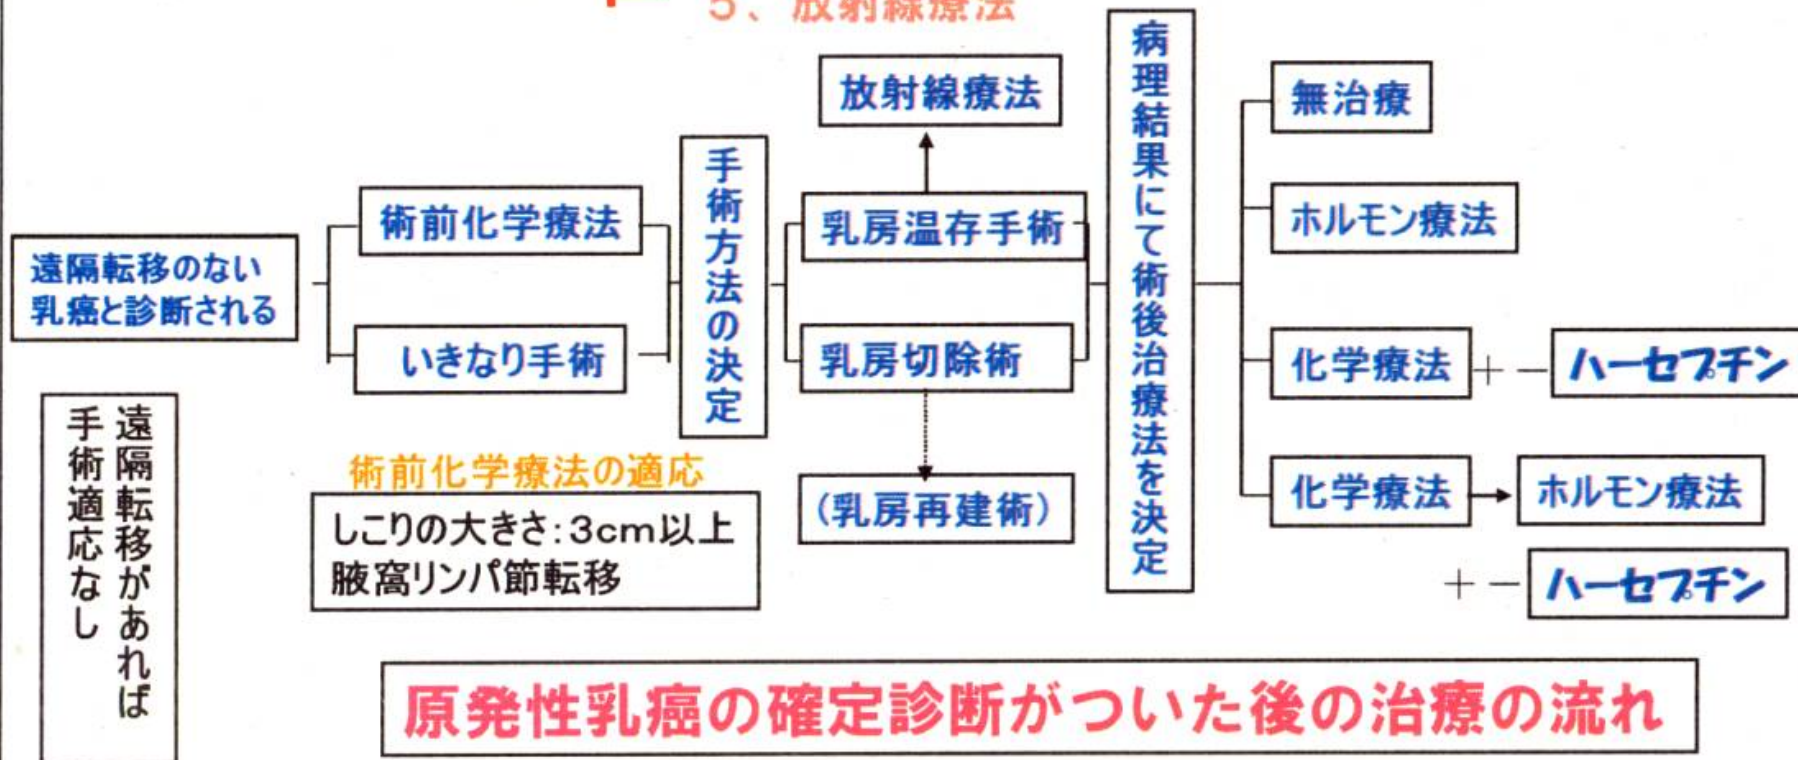 5、放射線療法
遠隔転移のない
乳癌と診断される
術前化学療法
いきなり手術
手術方法の決定
放射線療法
乳房温存手術
乳房切除術
(乳房再建術)
病理結果にて術後治療法を決定
無治療
ホルモン療法
化学療法 +- ハーセプチン
化学療法 ホルモン療法
+- ハーセプチン
遠隔転移があれば
手術適応なし
術前化学療法の適応
しこりの大きさ:3cm以上
腋窩リンパ節転移
原発性乳癌の確定診断がついた後の治療の流れ